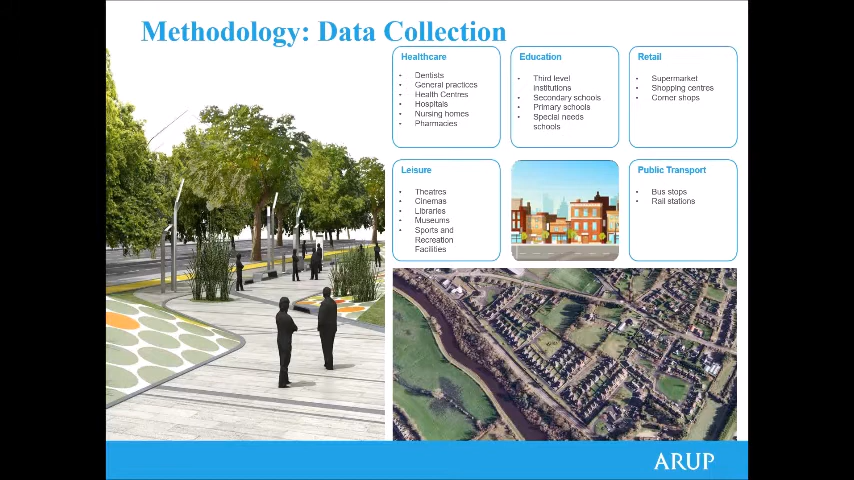 Methodology: Data Collection
Healthcare
• Dentists
• General practices
• Health Centres
• Hospitals
• Nursing homes
• Pharmacies
Education
• Third level
institutions
• Secondary schools
• Primary schools
• Special needs
schools
Retail
• Supermarket
• Shopping centres
• Corner shops
Leisure
• Theatres
• Cinemas
• Libraries
• Museums
• Sports and
Recreation
Facilities
Public Transport
• Bus stops
• Rail stations
ARUP